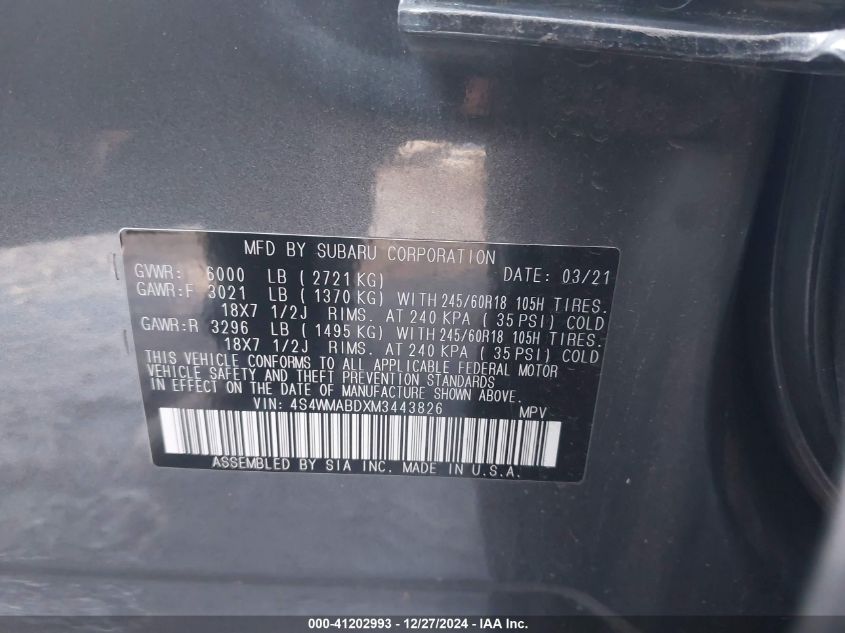 MFD BY SUBARU CORPORATION
GVWR: 6000 LB ( 2721 KG) DATE: 03/21
GAWR:F 3021 LB ( 1370 KG) WITH 245/60R18 105H TIRES.
18X7 1/2J RIMS. AT 240 KPA ( 35 PSI) COLD
GAWR:R 3296 LB ( 1495 KG) WITH 245/60R18 105H TIRES.
18X7 1/2J RIMS. AT 240 KPA ( 35 PSI) COLD
THIS VEHICLE CONFORMS TO ALL APPLICABLE FEDERAL MOTOR
VEHICLE SAFETY AND THEFT PREVENTION STANDARDS
IN EFFECT ON THE DATE OF MANUFACTURE SHOWN ABOVE.
VIN: 4S4WMABDXM3443826 MPV
ASSEMBLED BY SIA INC. MADE IN U.S.A.
000-41202993 - 12/27/2024 - IAA Inc.